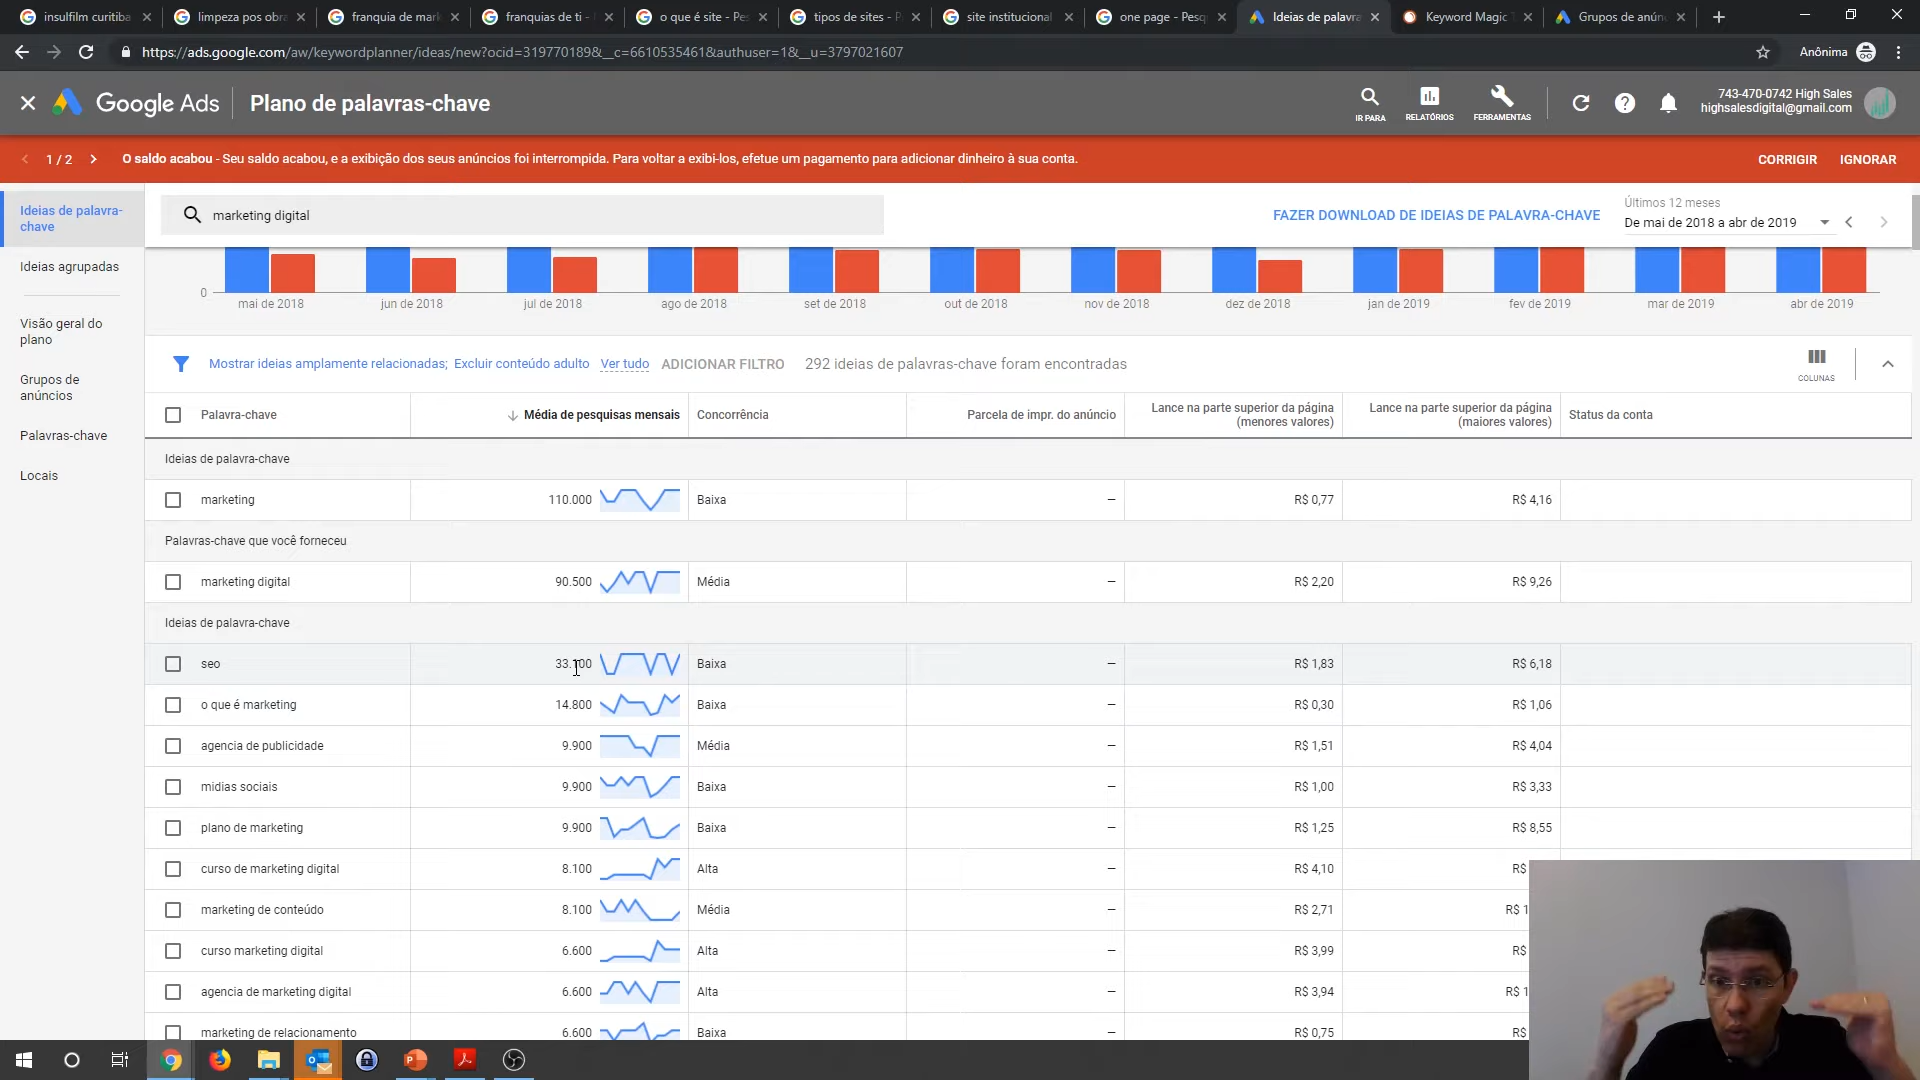 insulfilm curitiba
limpeza pos obra
franquia de mark
franquias de ti -
o que é site - Pes
tipos de sites - P
site institucional
one page - Pesq
Ideias de palavra
Keyword Magic T
Grupos de anún
https://ads.google.com/aw/keywordplanner/ideas/new?ocid=319770189&__c=6610535461&authuser=1&__u=3797021607
Anônima
Google Ads
Plano de palavras-chave
IR PARA
RELATÓRIOS
FERRAMENTAS
743-470-0742 High Sales
highsalesdigital@gmail.com
1 / 2
O saldo acabou - Seu saldo acabou, e a exibição dos seus anúncios foi interrompida. Para voltar a exibi-los, efetue um pagamento para adicionar dinheiro à sua conta.
CORRIGIR
IGNORAR
Ideias de palavra-
chave
Ideias agrupadas
Visão geral do
plano
Grupos de
anúncios
Palavras-chave
Locais
marketing digital
FAZER DOWNLOAD DE IDEIAS DE PALAVRA-CHAVE
Últimos 12 meses
De mai de 2018 a abr de 2019
0
mai de 2018
jun de 2018
jul de 2018
ago de 2018
set de 2018
out de 2018
nov de 2018
dez de 2018
jan de 2019
fev de 2019
mar de 2019
abr de 2019
Mostrar ideias amplamente relacionadas; Excluir conteúdo adulto Ver tudo ADICIONAR FILTRO 292 ideias de palavras-chave foram encontradas
COLUNAS
Palavra-chave
Média de pesquisas mensais
Concorrência
Parcela de impr. do anúncio
Lance na parte superior da página
(menores valores)
Lance na parte superior da página
(maiores valores)
Status da conta
Ideias de palavra-chave
marketing 110.000 Baixa – R$ 0,77 R$ 4,16
Palavras-chave que você forneceu
marketing digital 90.500 Média – R$ 2,20 R$ 9,26
Ideias de palavra-chave
seo 33.100 Baixa – R$ 1,83 R$ 6,18
o que é marketing 14.800 Baixa – R$ 0,30 R$ 1,06
agencia de publicidade 9.900 Média – R$ 1,51 R$ 4,04
midias sociais 9.900 Baixa – R$ 1,00 R$ 3,33
plano de marketing 9.900 Baixa – R$ 1,25 R$ 8,55
curso de marketing digital 8.100 Alta – R$ 4,10 R$
marketing de conteúdo 8.100 Média – R$ 2,71 R$ 1
curso marketing digital 6.600 Alta – R$ 3,99 R$
agencia de marketing digital 6.600 Alta – R$ 3,94 R$ 1
marketing de relacionamento 6.600 Baixa – R$ 0,75 R$